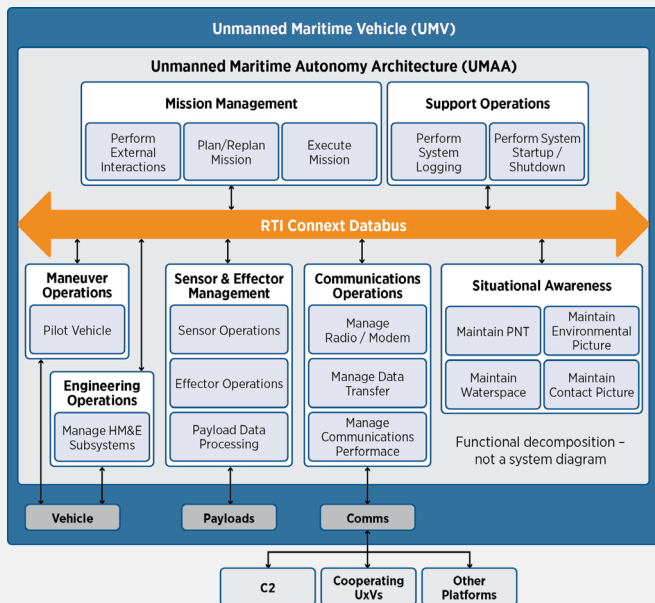 Unmanned Maritime Vehicle (UMV)
Unmanned Maritime Autonomy Architecture (UMAA)
Mission Management
Perform
External
Interactions
Plan/Replan
Mission
Execute
Mission
Support Operations
Perform
System
Logging
Perform System
Startup /
Shutdown
RTI Connext Databus
Maneuver
Operations
Pilot Vehicle
Engineering
Operations
Manage HM&E
Subsystems
Sensor & Effector
Management
Sensor Operations
Effector Operations
Payload Data
Processing
Communications
Operations
Manage
Radio / Modem
Manage Data
Transfer
Manage
Communications
Performace
Situational Awareness
Maintain PNT
Maintain
Environmental
Picture
Maintain
Waterspace
Maintain
Contact Picture
Functional decomposition –
not a system diagram
Vehicle
Payloads
Comms
C2
Cooperating
UxVs
Other
Platforms